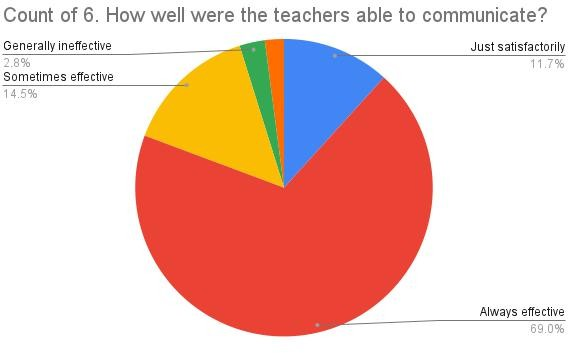 Count of 6. How well were the teachers able to communicate?
Generally ineffective
2.8%
Sometimes effective
14.5%
Just satisfactorily
11.7%
Always effective
69.0%